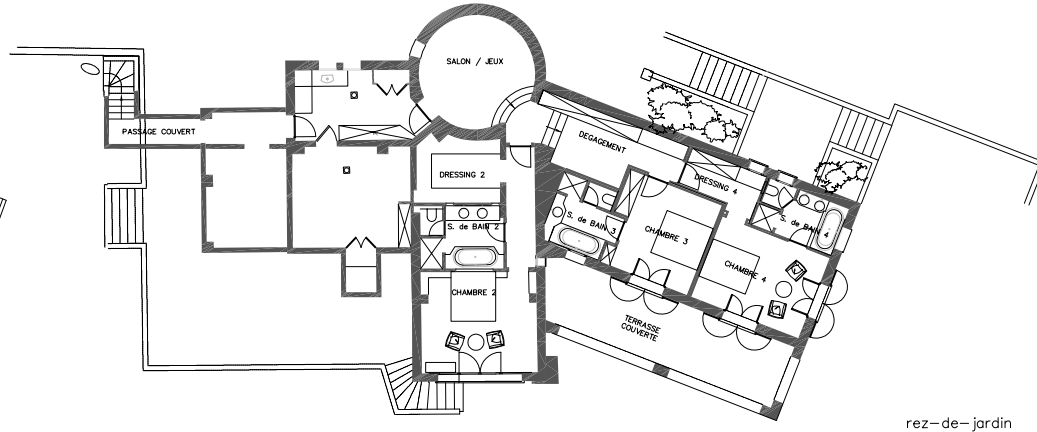 SALON / JEUX
PASSAGE COUVERT
DEGAGEMENT
DRESSING 2
DRESSING 4
S. de BAIN 2
S. de BAIN 3
S. de BAIN 4
CHAMBRE 3
CHAMBRE 4
CHAMBRE 2
TERRASSE
COUVERTE
rez-de-jardin